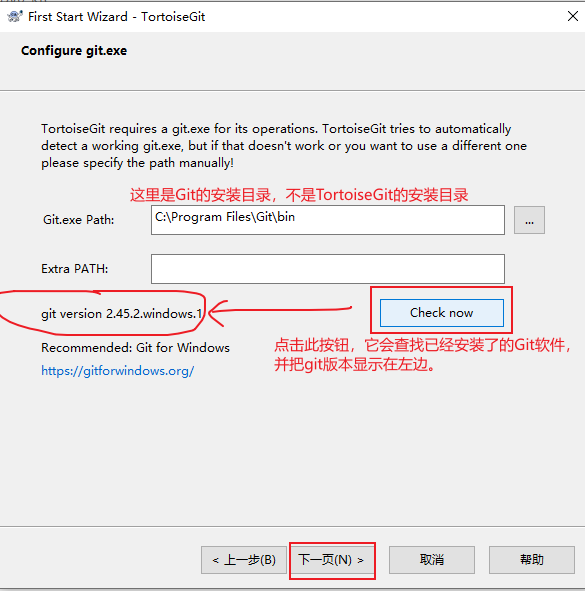 First Start Wizard - TortoiseGit
Configure git.exe
TortoiseGit requires a git.exe for its operations. TortoiseGit tries to automatically
detect a working git.exe, but if that doesn't work or you want to use a different one
please specify the path manually!
这里是Git的安装目录，不是TortoiseGit的安装目录
Git.exe Path:
C:\Program Files\Git\bin
...
Extra PATH:
git version 2.45.2.windows.1
Check now
Recommended: Git for Windows
点击此按钮，它会查找已经安装了的Git软件，
并把git版本显示在左边。
https://gitforwindows.org/
< 上一步(B)
下一页(N) >
取消
帮助